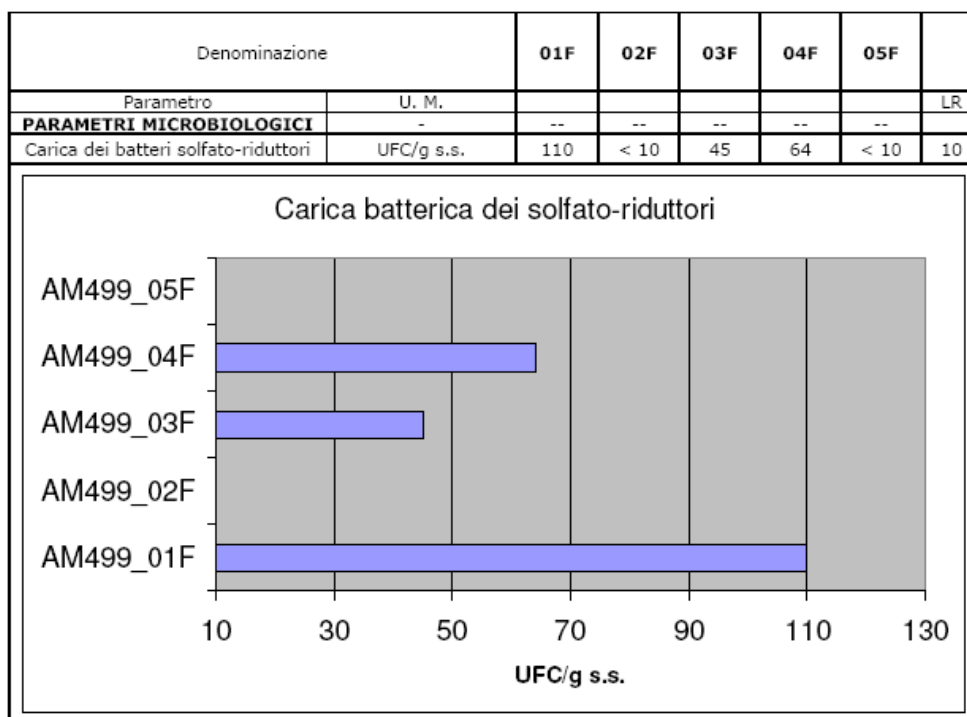 Denominazione 01F 02F 03F 04F 05F
Parametro U. M. LR
PARAMETRI MICROBIOLOGICI - -- -- -- -- --
Carica dei batteri solfato-riduttori UFC/g s.s. 110 < 10 45 64 < 10 10
Carica batterica dei solfato-riduttori
AM499_05F
AM499_04F
AM499_03F
AM499_02F
AM499_01F
10 30 50 70 90 110 130
UFC/g s.s.